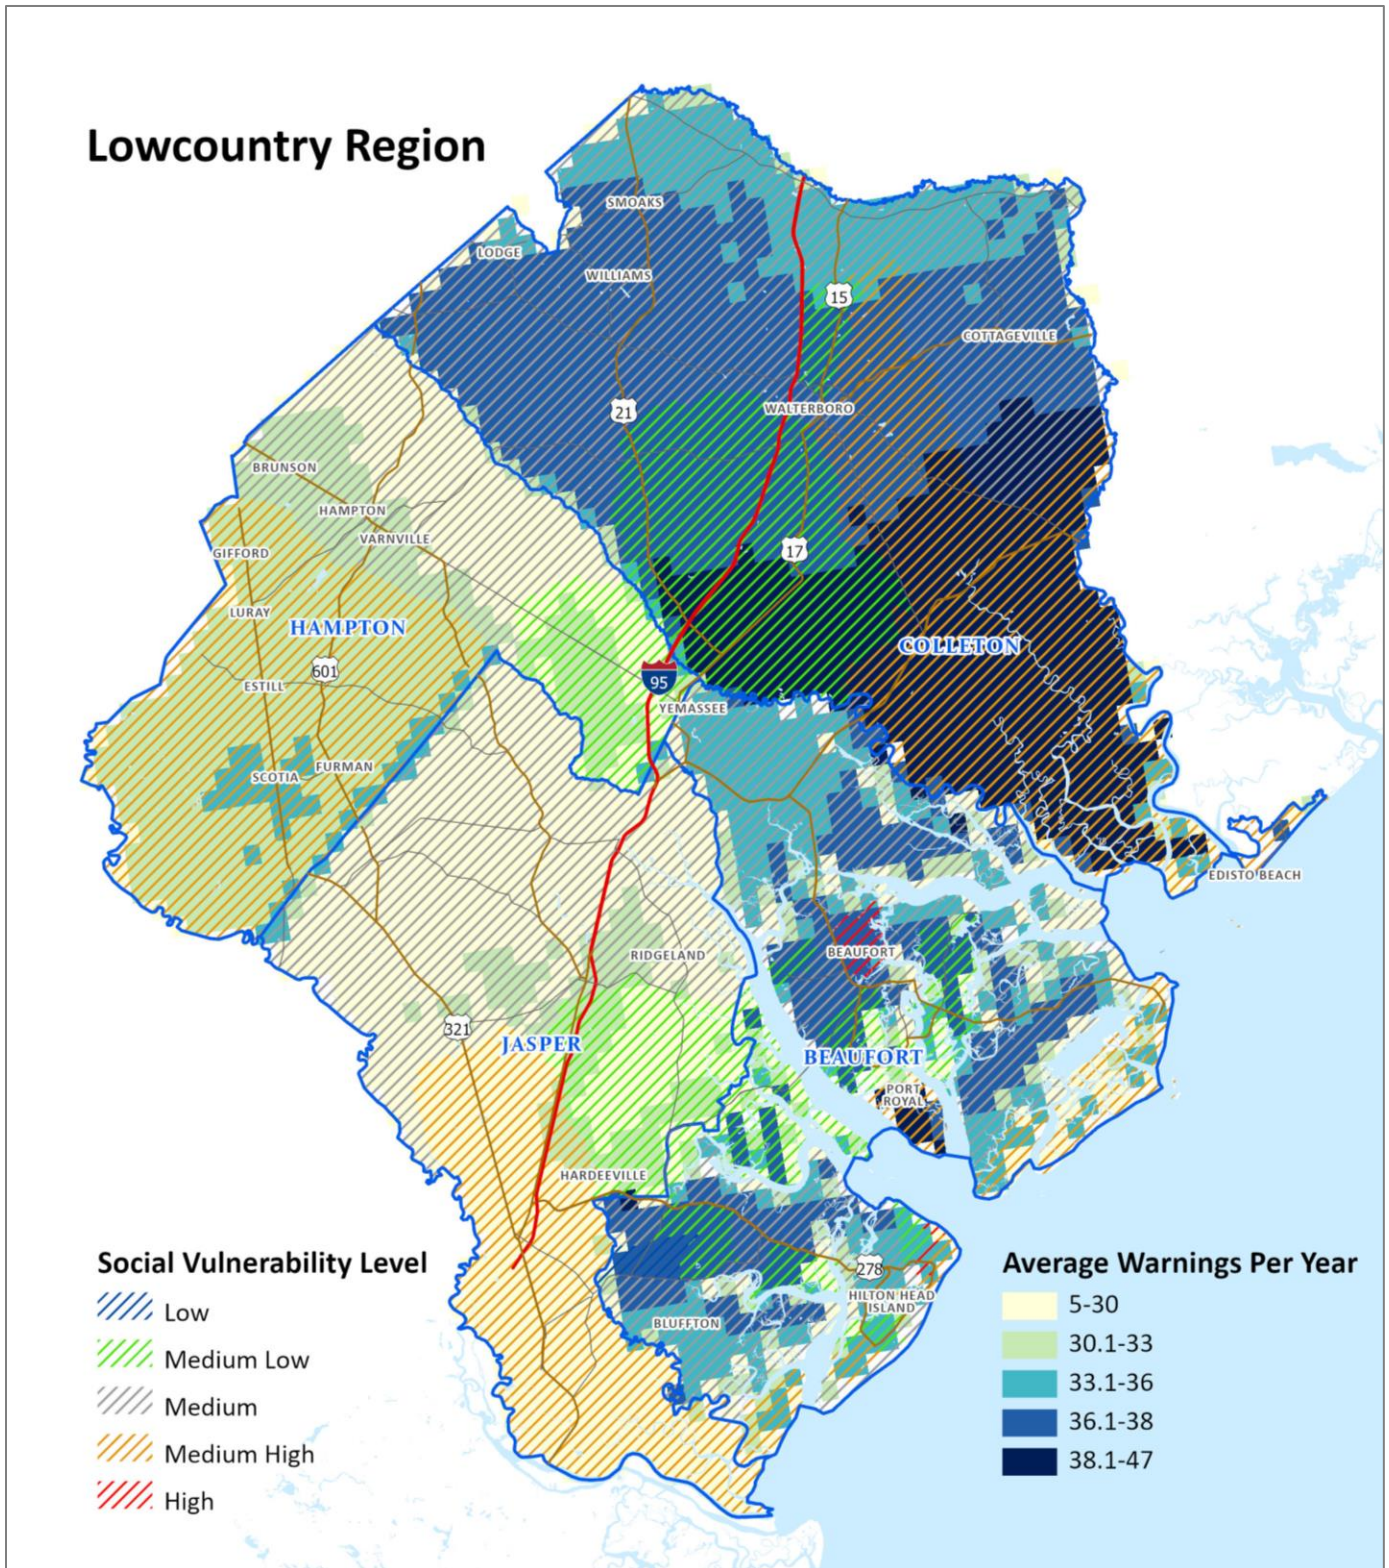 Lowcountry Region
SMOAKS
LODGE
WILLIAMS
15
COTTAGEVILLE
21
WALTERBORO
BRUNSON
HAMPTON
VARNVILLE
GIFFORD
17
LURAY
HAMPTON
COLLETON
601
ESTILL
95
YEMASSEE
SCOTIA
FURMAN
EDISTO BEACH
RIDGELAND
BEAUFORT
321
JASPER
BEAUFORT
PORT
ROYAL
HARDEEVILLE
278
HILTON HEAD
ISLAND
BLUFFTON
Social Vulnerability Level
Low
Medium Low
Medium
Medium High
High
Average Warnings Per Year
5-30
30.1-33
33.1-36
36.1-38
38.1-47